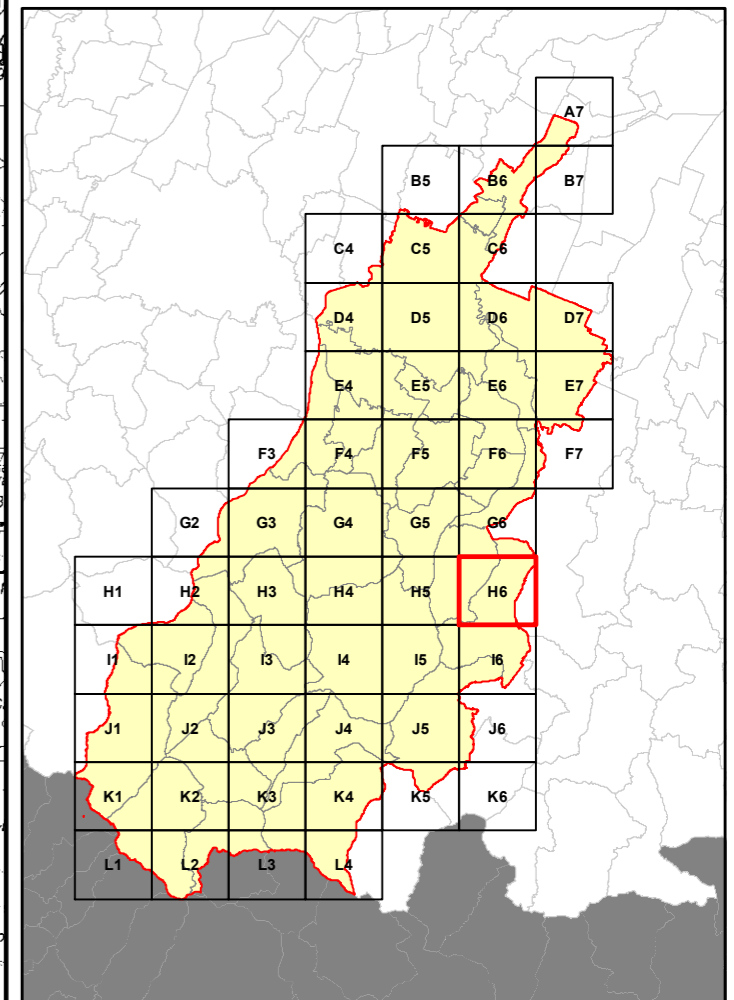 A7
B5 B6 B7
C4 C5 C6
D4 D5 D6 D7
E4 E5 E6 E7
F3 F4 F5 F6 F7
G2 G3 G4 G5 G6
H1 H2 H3 H4 H5 H6
I1 I2 I3 I4 I5 I6
J1 J2 J3 J4 J5 J6
K1 K2 K3 K4 K5 K6
L1 L2 L3 L4